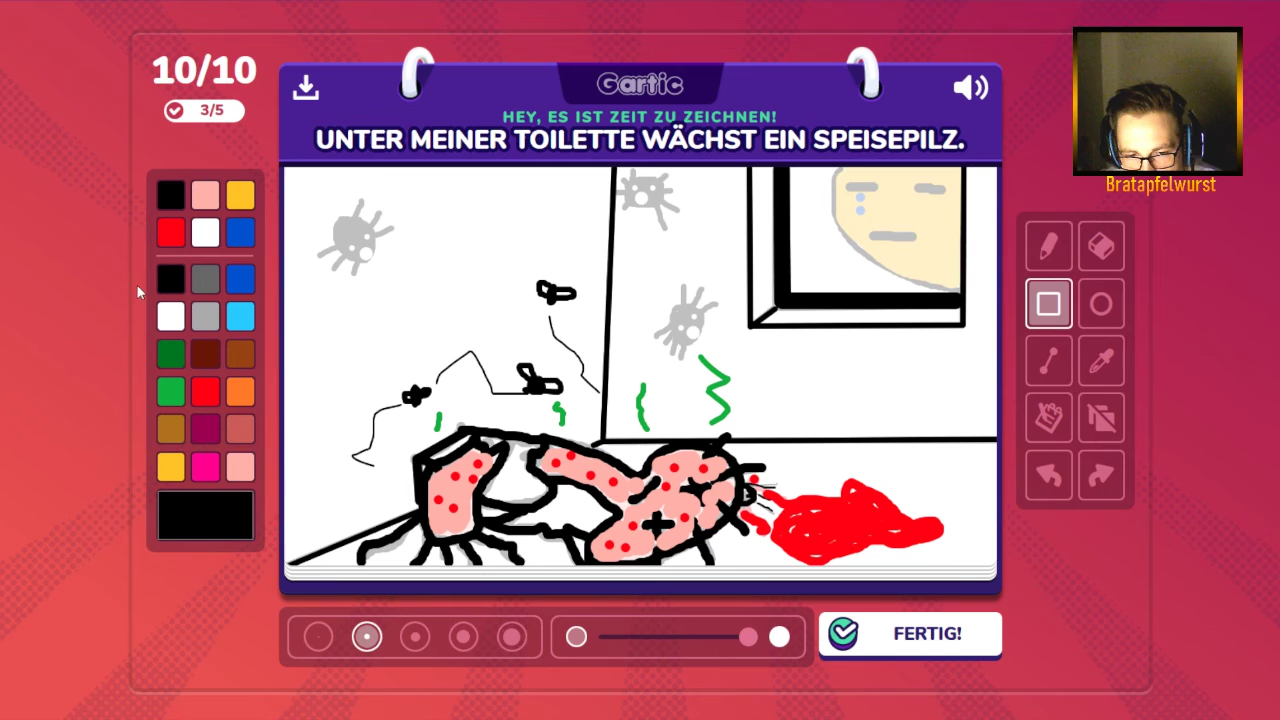 10/10
3/5
Gartic
HEY, ES IST ZEIT ZU ZEICHNEN!
UNTER MEINER TOILETTE WÄCHST EIN SPEISEPILZ.
Bratapfelwurst
FERTIG!